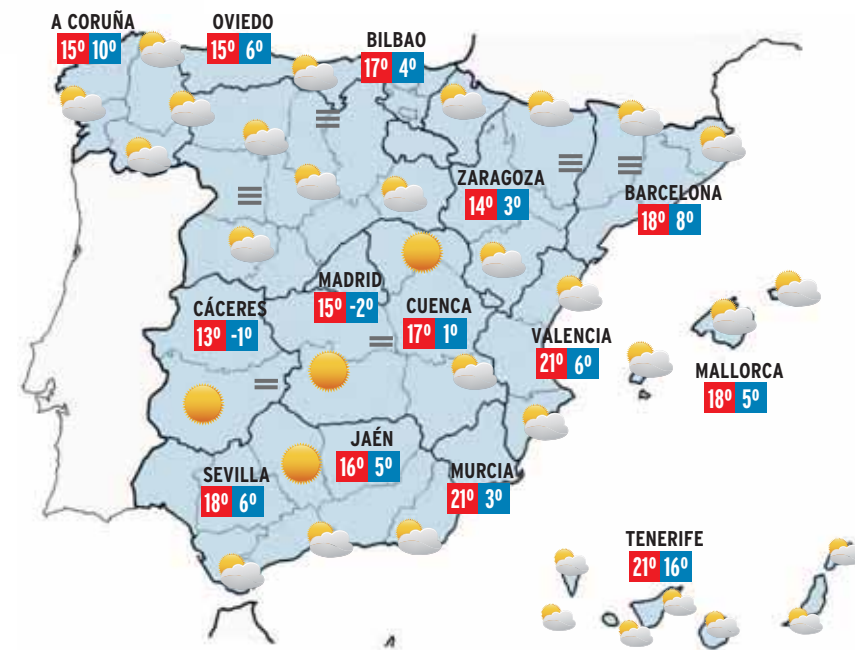 A CORUÑA
15º 10º
OVIEDO
15º 6º
BILBAO
17º 4º
ZARAGOZA
14º 3º
BARCELONA
18º 8º
MADRID
15º -2º
CÁCERES
13º -1º
CUENCA
17º 1º
VALENCIA
21º 6º
MALLORCA
18º 5º
JAÉN
16º 5º
SEVILLA
18º 6º
MURCIA
21º 3º
TENERIFE
21º 16º